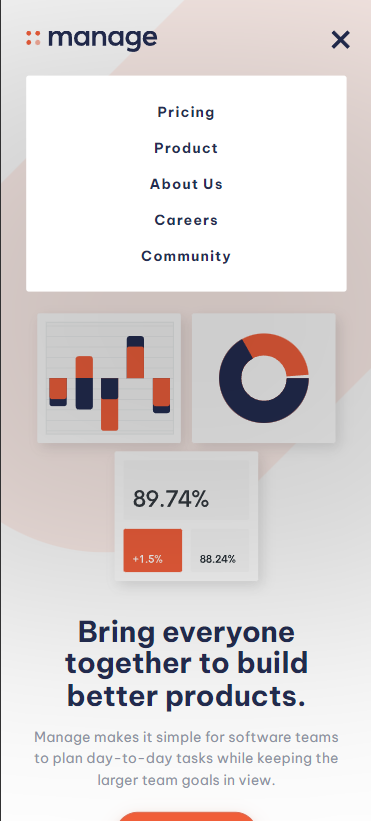 manage
Pricing
Product
About Us
Careers
Community
89.74%
+1.5%
88.24%
Bring everyone
together to build
better products.
Manage makes it simple for software teams
to plan day-to-day tasks while keeping the
larger team goals in view.